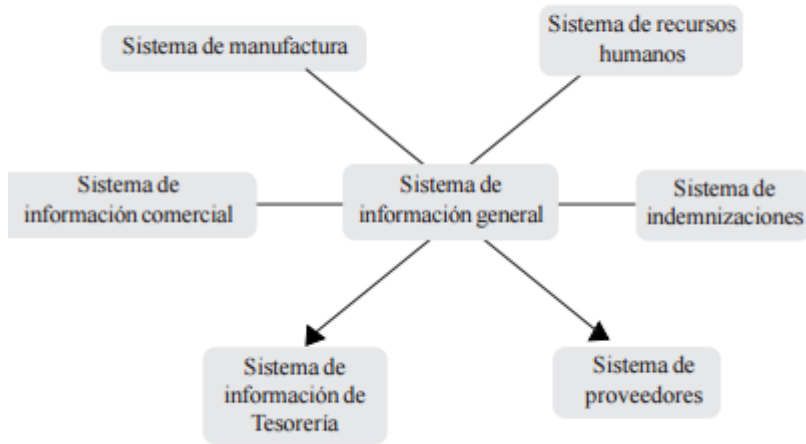 Sistema de manufactura
Sistema de recursos
humanos
Sistema de
información comercial
Sistema de
información general
Sistema de
indemnizaciones
Sistema de
información de
Tesorería
Sistema de
proveedores